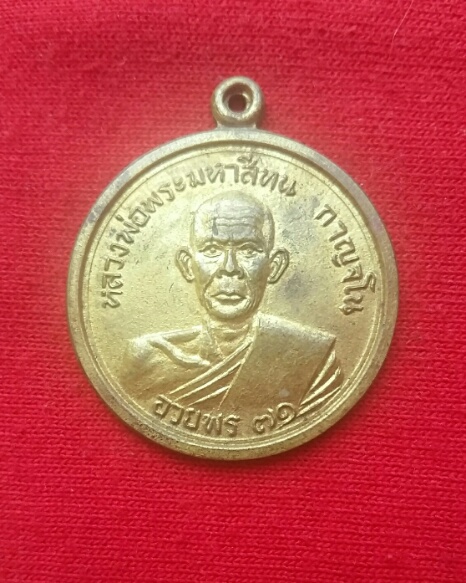 หลวงพ่อพระมหาสีทน กาญจโน
อวยพร ๗๑